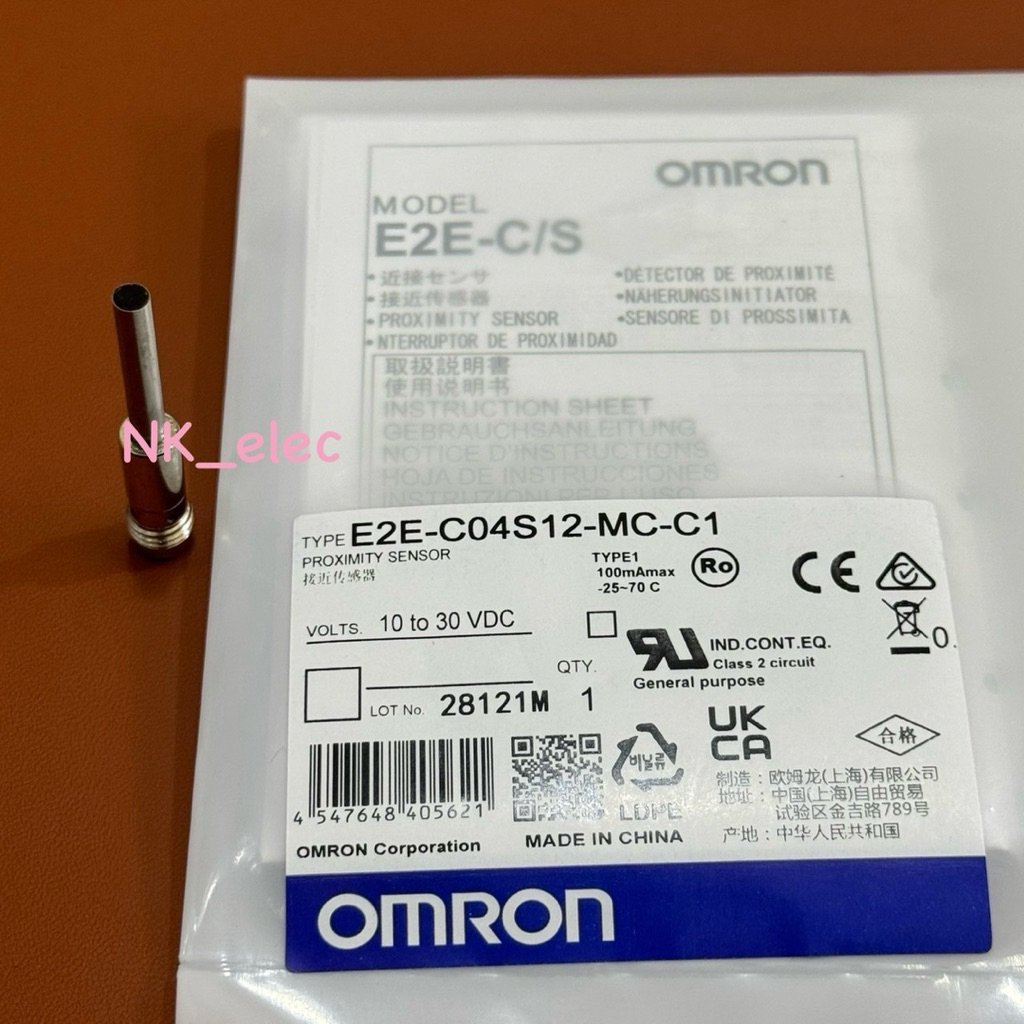 OMRON
MODEL
E2E-C/S
•近接センサ
•接近传感器
•PROXIMITY SENSOR
•NTERRUPTOR DE PROXIMIDAD
•DÉTECTOR DE PROXIMITÉ
•NÄHERUNGSINITIATOR
•SENSORE DI PROSSIMITA
取扱説明書
使用说明书
INSTRUCTION SHEET
GEBRAUCHSANLEITUNG
NOTICE D'INSTRUCTIONS
HOJA DE INSTRUCCIONES
INSTRUZIONI PER L'USO
NK_elec
TYPE E2E-C04S12-MC-C1
PROXIMITY SENSOR
接近传感器
TYPE1
100mAmax
-25~70 C
Ro
CE
VOLTS. 10 to 30 VDC
RU IND.CONT.EQ.
Class 2 circuit
General purpose
0.
QTY.
LOT No. 28121M 1
UK
CA
合格
비닐류
LDPE
4 547648 405621
制造：欧姆龙(上海)有限公司
地址：中国(上海)自由贸易
试验区金吉路789号
产地：中华人民共和国
OMRON Corporation
MADE IN CHINA
OMRON